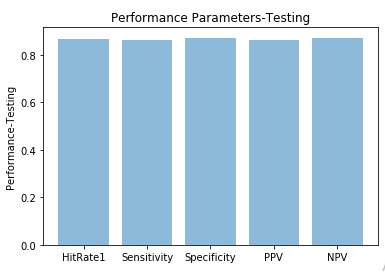 Performance Parameters-Testing
Performance-Testing
0.8
0.6
0.4
0.2
0.0
HitRate1 Sensitivity Specificity PPV NPV